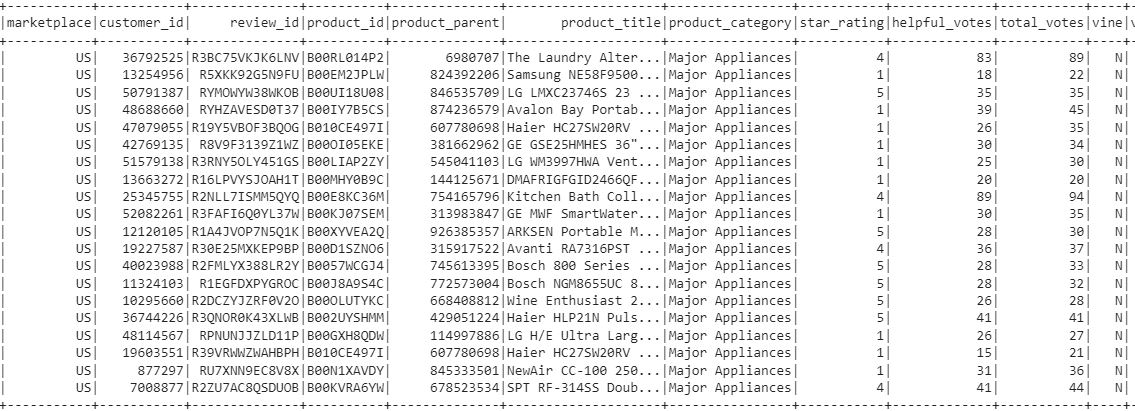 +-----------+-----------+--------------+----------+--------------+--------------------+----------------+-----------+-------------+-----------+----+
|marketplace|customer_id|     review_id|product_id|product_parent|       product_title|product_category|star_rating|helpful_votes|total_votes|vine|
+-----------+-----------+--------------+----------+--------------+--------------------+----------------+-----------+-------------+-----------+----+
|         US|   36792525|R3BC75VKJK6LNV|B00RL014P2|       6980707|The Laundry Alter...|Major Appliances|          4|           83|         89|   N|
|         US|   13254956| R5XKK92G5N9FU|B00EM2JPLW|     824392206|Samsung NE58F9500...|Major Appliances|          1|           18|         22|   N|
|         US|   50791387| RYMOWYW38WKOB|B00UI18U08|     846535709|LG LMXC23746S 23 ...|Major Appliances|          5|           35|         35|   N|
|         US|   48688660| RYHZAVESD0T37|B00IY7B5CS|     874236579|Avalon Bay Portab...|Major Appliances|          1|           39|         45|   N|
|         US|   47079055|R19Y5VBOF3BQOG|B010CE497I|     607780698|Haier HC27SW20RV ...|Major Appliances|          1|           26|         35|   N|
|         US|   42769135| R8V9F3139Z1WZ|B00OI05EKE|     381662962|GE GSE25HMHES 36"...|Major Appliances|          1|           30|         34|   N|
|         US|   51579138|R3RNY5OLY451GS|B00LIAP2ZY|     545041103|LG WM3997HWA Vent...|Major Appliances|          1|           25|         30|   N|
|         US|   13663272|R16LPVYSJOAH1T|B00MHY0B9C|     144125671|DMAFRIGFGID2466QF...|Major Appliances|          1|           20|         20|   N|
|         US|   25345755|R2NLL7ISMM5QYQ|B00E8KC36M|     754165796|Kitchen Bath Coll...|Major Appliances|          4|           89|         94|   N|
|         US|   52082261|R3FAFI6Q0YL37W|B00KJ07SEM|     313983847|GE MWF SmartWater...|Major Appliances|          1|           30|         35|   N|
|         US|   12120105|R1A4JVOP7N5Q1K|B00XYVEA2Q|     926385357|ARKSEN Portable M...|Major Appliances|          5|           28|         30|   N|
|         US|   19227587|R30E25MXKEP9BP|B00D1SZNO6|     315917522|Avanti RA7316PST ...|Major Appliances|          4|           36|         37|   N|
|         US|   40023988|R2FMLYX388LR2Y|B0057WCGJ4|     745613395|Bosch 800 Series ...|Major Appliances|          5|           28|         33|   N|
|         US|   11324103| R1EGFDXPYGROC|B00J8A9S4C|     772573004|Bosch NGM8655UC 8...|Major Appliances|          5|           28|         32|   N|
|         US|   10295660|R2DCZYJZRF0V2O|B00OLUTYKC|     668408812|Wine Enthusiast 2...|Major Appliances|          5|           26|         28|   N|
|         US|   36744226|R3QNOR0K43XLWB|B002UYSHMM|     429051224|Haier HLP21N Puls...|Major Appliances|          5|           41|         41|   N|
|         US|   48114567| RPNUNJJZLD11P|B00GXH8QDW|     114997886|LG H/E Ultra Larg...|Major Appliances|          1|           26|         27|   N|
|         US|   19603551|R39VRWWZWAHBPH|B010CE497I|     607780698|Haier HC27SW20RV ...|Major Appliances|          1|           15|         21|   N|
|         US|     877297| RU7XNN9EC8V8X|B00N1XAVDY|     845333501|NewAir CC-100 250...|Major Appliances|          1|           31|         36|   N|
|         US|    7008877|R2ZU7AC8QSDUOB|B00KVRA6YW|     678523534|SPT RF-314SS Doub...|Major Appliances|          4|           41|         44|   N|
+-----------+-----------+--------------+----------+--------------+--------------------+----------------+-----------+-------------+-----------+----+